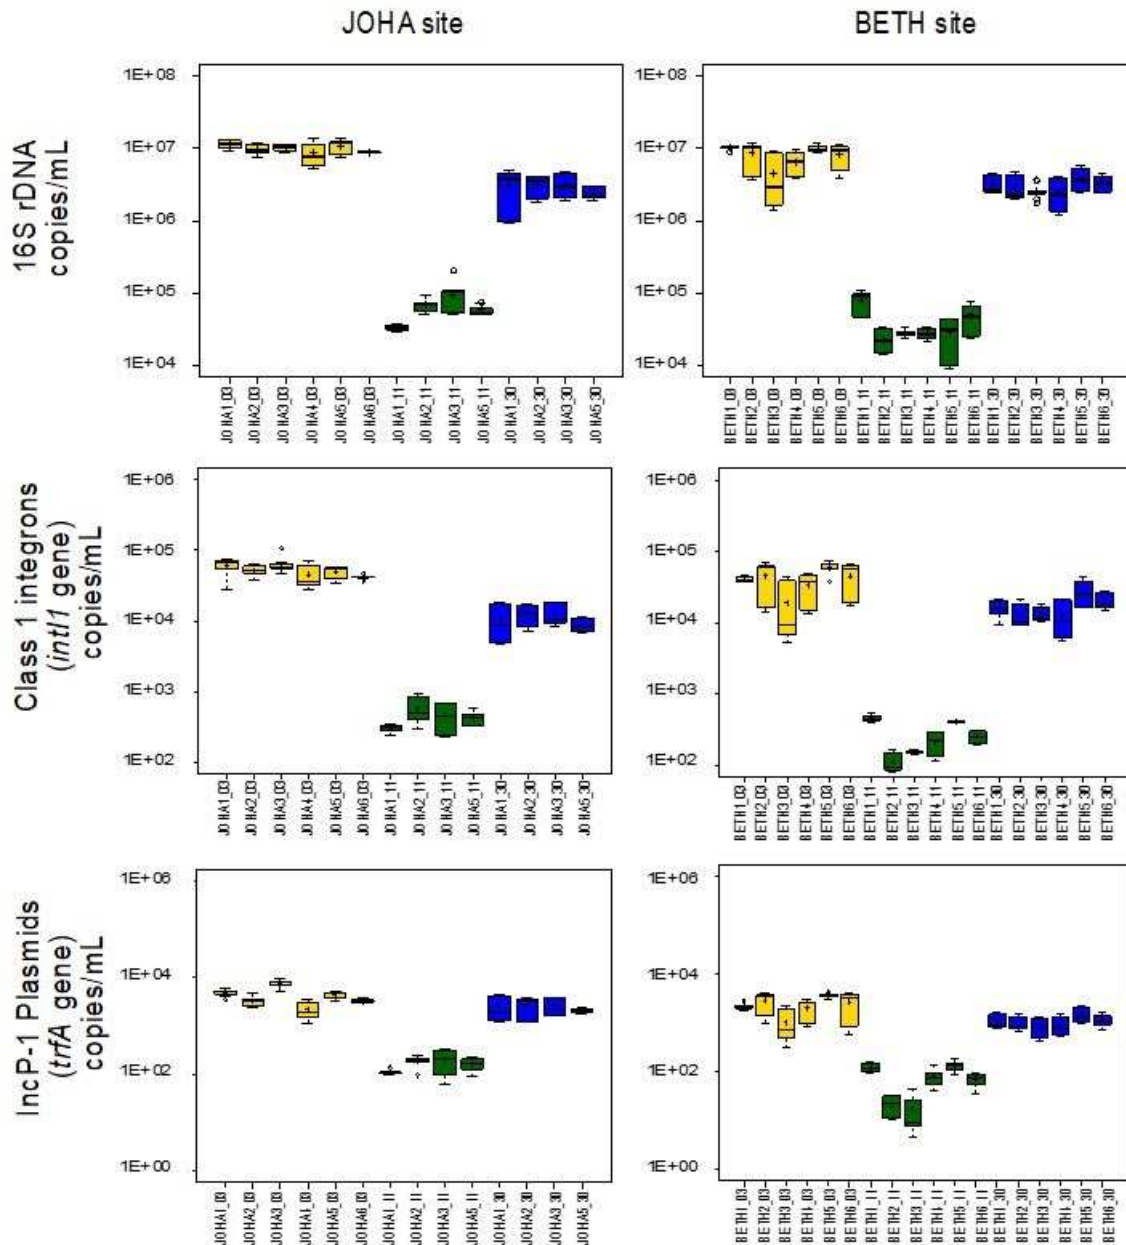 JOHA site
BETH site
16S rDNA
copies/mL
1E+08
1E+07
1E+06
1E+05
1E+04
JOHA1_03
JOHA2_03
JOHA3_03
JOHA4_03
JOHA5_03
JOHA6_03
JOHA1_11
JOHA2_11
JOHA3_11
JOHA5_11
JOHA1_30
JOHA2_30
JOHA3_30
JOHA5_30
1E+08
1E+07
1E+06
1E+05
1E+04
BETH1_03
BETH2_03
BETH3_03
BETH4_03
BETH5_03
BETH6_03
BETH1_11
BETH2_11
BETH3_11
BETH4_11
BETH5_11
BETH6_11
BETH1_30
BETH2_30
BETH3_30
BETH4_30
BETH5_30
BETH6_30
Class 1 integrons
(intI1 gene)
copies/mL
1E+06
1E+05
1E+04
1E+03
1E+02
JOHA1_03
JOHA2_03
JOHA3_03
JOHA4_03
JOHA5_03
JOHA6_03
JOHA1_11
JOHA2_11
JOHA3_11
JOHA5_11
JOHA1_30
JOHA2_30
JOHA3_30
JOHA5_30
1E+06
1E+05
1E+04
1E+03
1E+02
BETH1_03
BETH2_03
BETH3_03
BETH4_03
BETH5_03
BETH6_03
BETH1_11
BETH2_11
BETH3_11
BETH4_11
BETH5_11
BETH6_11
BETH1_30
BETH2_30
BETH3_30
BETH4_30
BETH5_30
BETH6_30
IncP-1 Plasmids
(trfA gene)
copies/mL
1E+06
1E+04
1E+02
1E+00
JOHA1_03
JOHA2_03
JOHA3_03
JOHA4_03
JOHA5_03
JOHA6_03
JOHA1_11
JOHA2_11
JOHA3_11
JOHA5_11
JOHA1_30
JOHA2_30
JOHA3_30
JOHA5_30
1E+06
1E+04
1E+02
1E+00
BETH1_03
BETH2_03
BETH3_03
BETH4_03
BETH5_03
BETH6_03
BETH1_11
BETH2_11
BETH3_11
BETH4_11
BETH5_11
BETH6_11
BETH1_30
BETH2_30
BETH3_30
BETH4_30
BETH5_30
BETH6_30